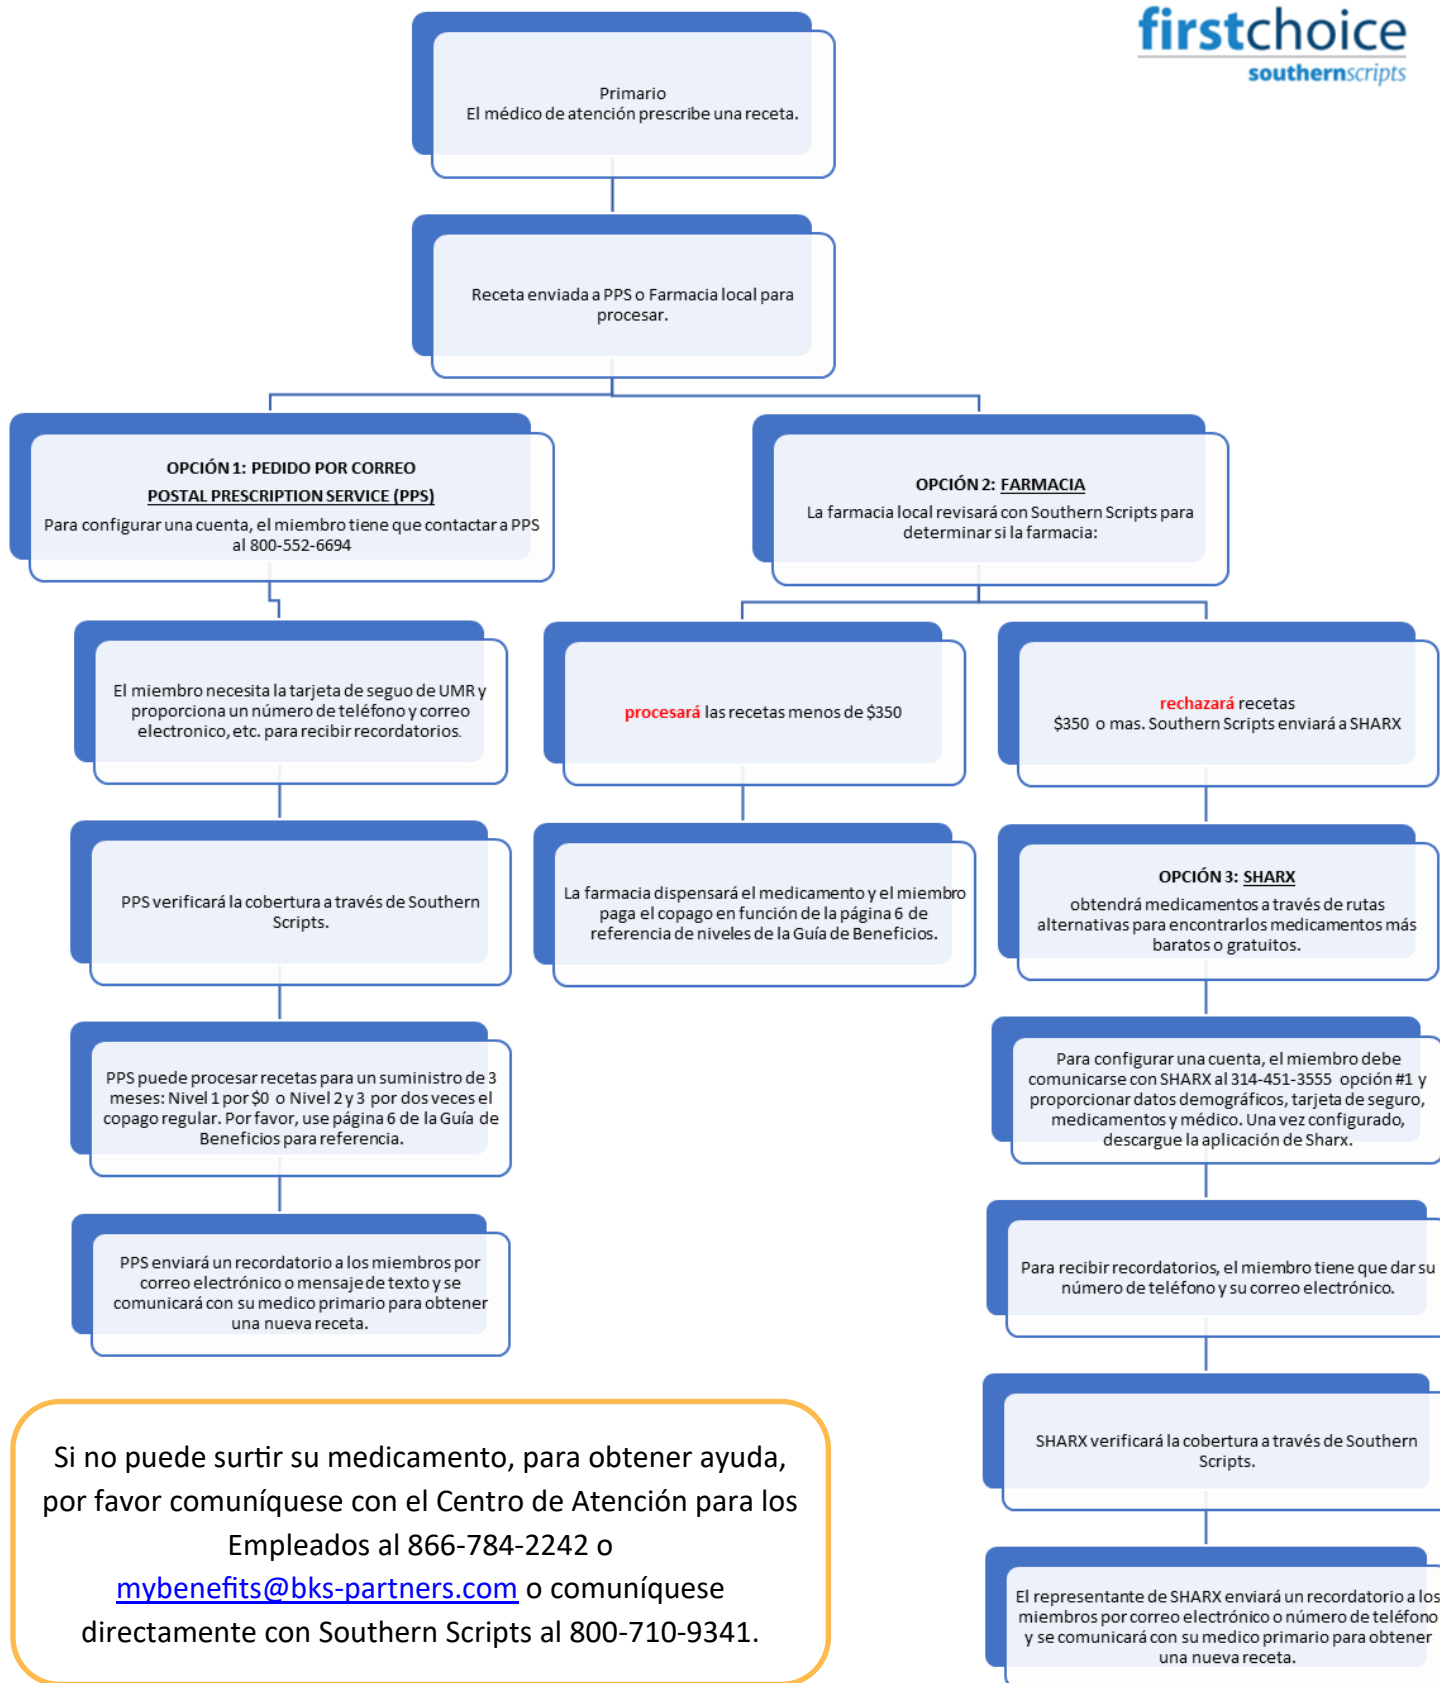 firstchoice
southernscripts
Primario
El médico de atención prescribe una receta.
Receta enviada a PPS o Farmacia local para
procesar.
OPCIÓN 1: PEDIDO POR CORREO
POSTAL PRESCRIPTION SERVICE (PPS)
Para configurar una cuenta, el miembro tiene que contactar a PPS
al 800-552-6694
El miembro necesita la tarjeta de seguo de UMR y
proporciona un número de teléfono y correo
electronico, etc. para recibir recordatorios.
PPS verificará la cobertura a través de Southern
Scripts.
PPS puede procesar recetas para un suministro de 3
meses: Nivel 1 por $0 o Nivel 2 y 3 por dos veces el
copago regular. Por favor, use página 6 de la Guía de
Beneficios para referencia.
PPS enviará un recordatorio a los miembros por
correo electrónico o mensaje de texto y se
comunicará con su medico primario para obtener
una nueva receta.
OPCIÓN 2: FARMACIA
La farmacia local revisará con Southern Scripts para
determinar si la farmacia:
procesará las recetas menos de $350
La farmacia dispensará el medicamento y el miembro
paga el copago en función de la página 6 de
referencia de niveles de la Guía de Beneficios.
rechazará recetas
$350 o mas. Southern Scripts enviará a SHARX
OPCIÓN 3: SHARX
obtendrá medicamentos a través de rutas
alternativas para encontrarlos medicamentos más
baratos o gratuitos.
Para configurar una cuenta, el miembro debe
comunicarse con SHARX al 314-451-3555 opción #1 y
proporcionar datos demográficos, tarjeta de seguro,
medicamentos y médico. Una vez configurado,
descargue la aplicación de Sharx.
Para recibir recordatorios, el miembro tiene que dar su
número de teléfono y su correo electrónico.
SHARX verificará la cobertura a través de Southern
Scripts.
El representante de SHARX enviará un recordatorio a los
miembros por correo electrónico o número de teléfono
y se comunicará con su medico primario para obtener
una nueva receta.
Si no puede surtir su medicamento, para obtener ayuda,
por favor comuníquese con el Centro de Atención para los
Empleados al 866-784-2242 o
mybenefits@bks-partners.com o comuníquese
directamente con Southern Scripts al 800-710-9341.